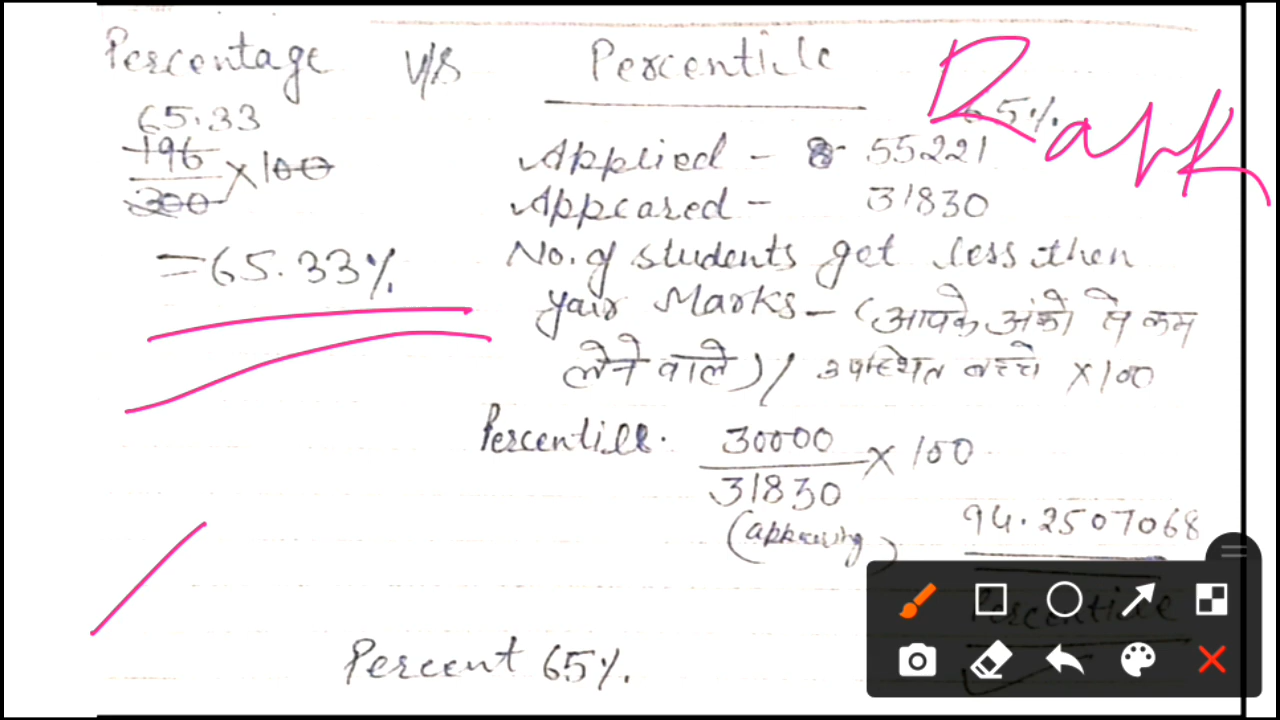 Percentage V/S Percentile
Rank
65.33
196
300 × 100
= 65.33%
65%.
Applied - 55221
Appeared - 31830
No. of students get less then
your Marks - (आपके अंको से कम
लेने वाले) / उपस्थित बच्चे × 100
Percentile. 30000
31830 × 100
(appearing)
94.2507068
Percentile
Percent 65%.